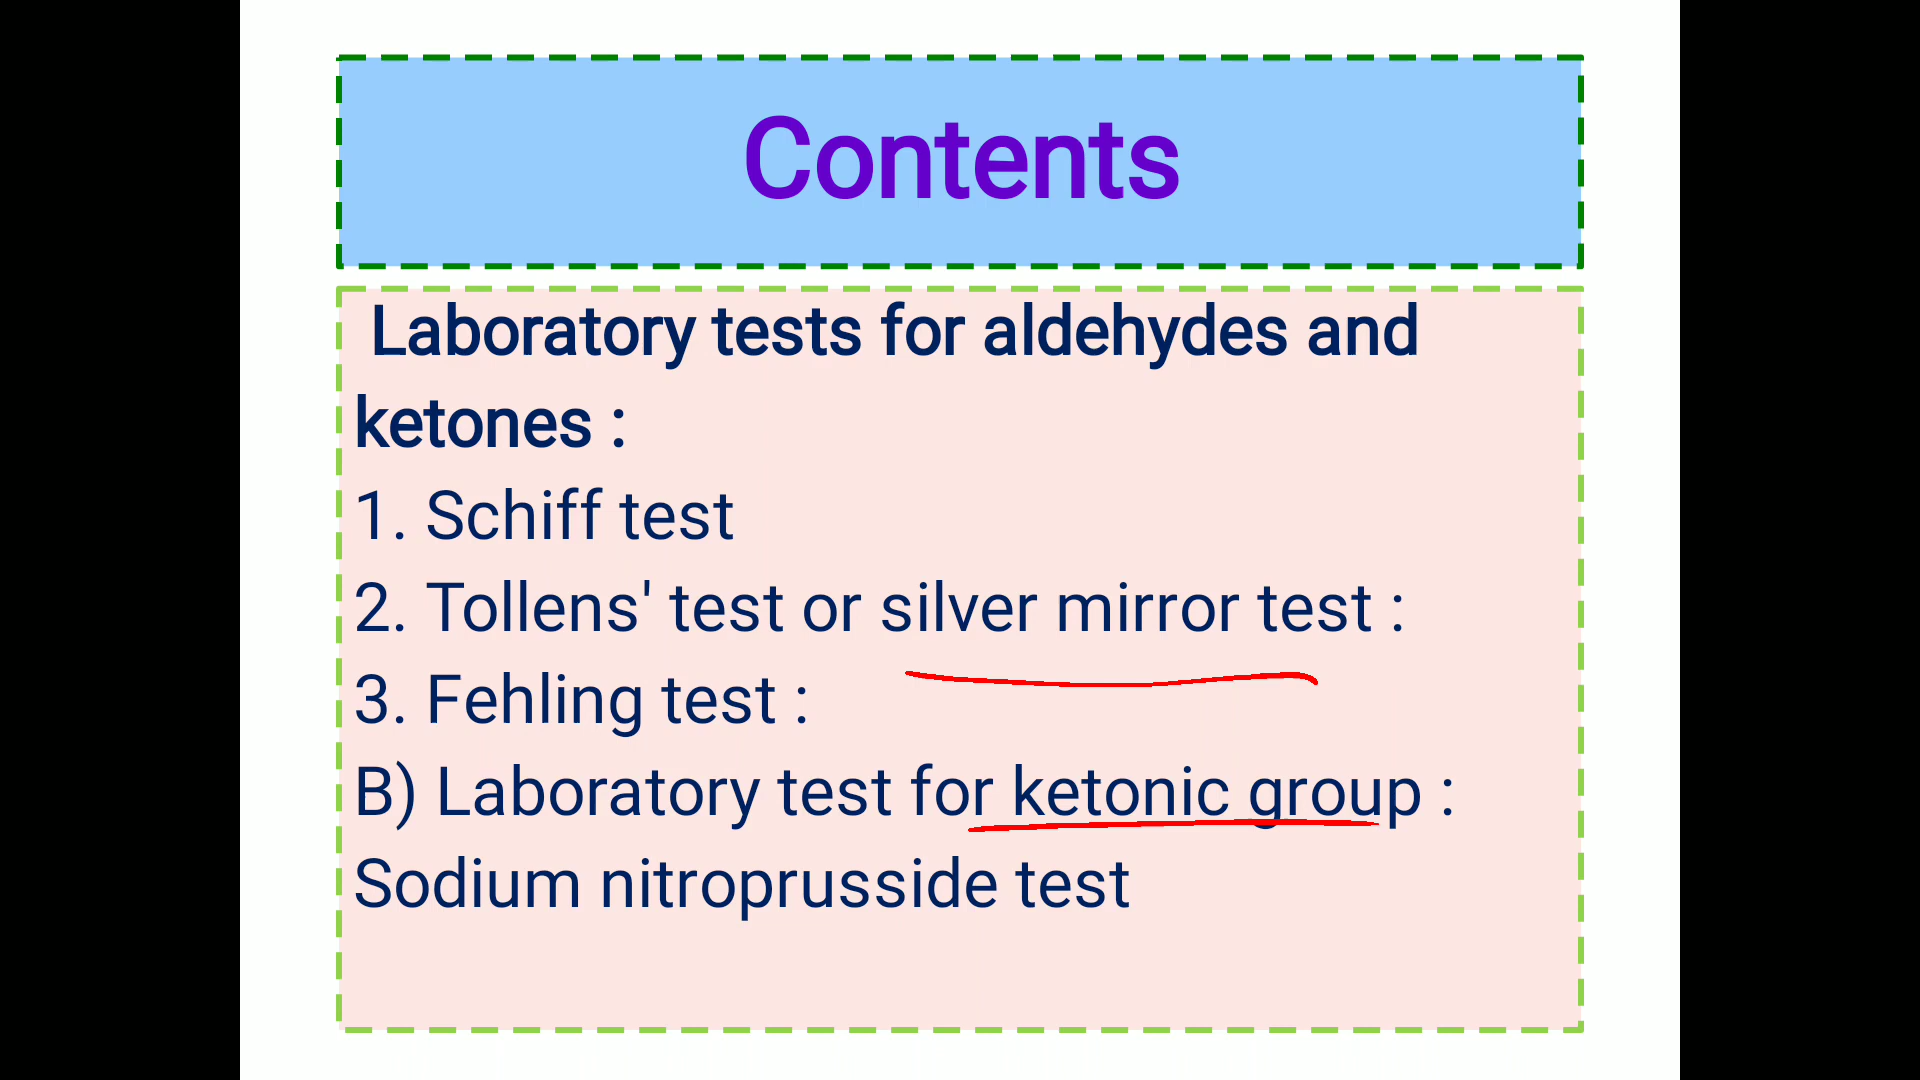 Contents
Laboratory tests for aldehydes and
ketones :
1. Schiff test
2. Tollens' test or silver mirror test :
3. Fehling test :
B) Laboratory test for ketonic group :
Sodium nitroprusside test